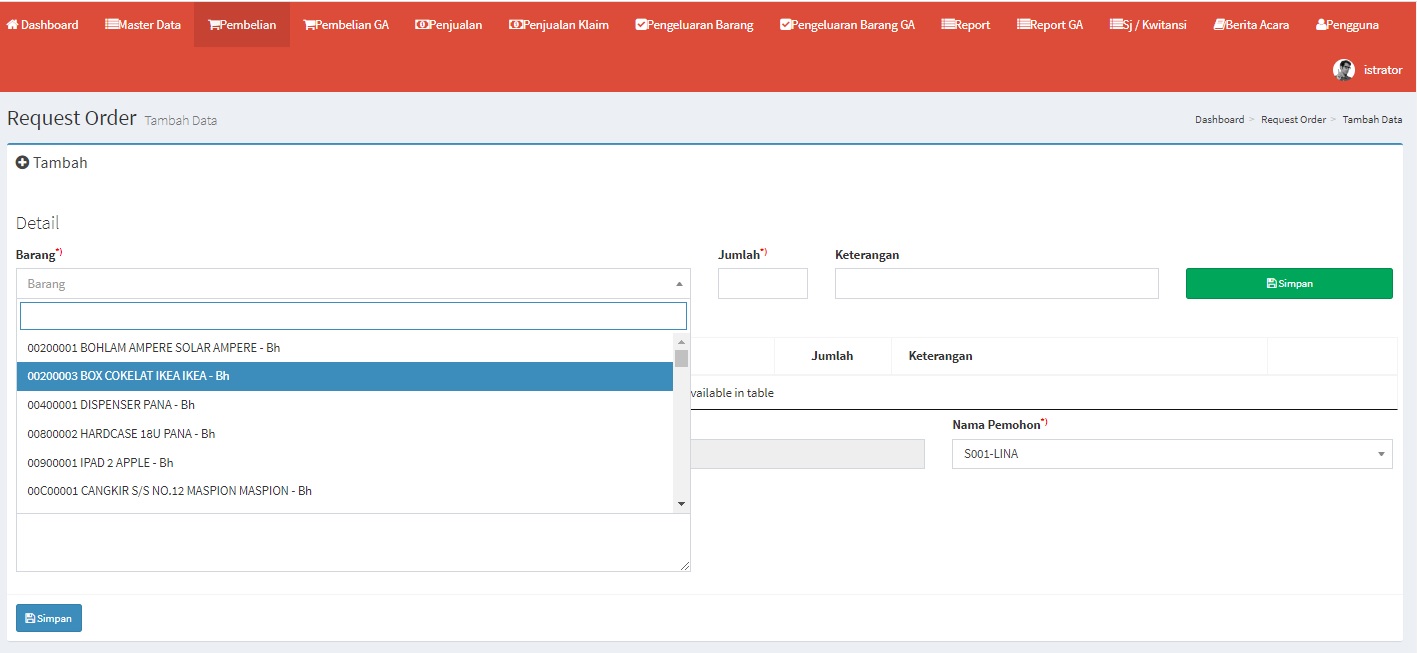 Dashboard Master Data Pembelian Pembelian GA Penjualan Penjualan Klaim Pengeluaran Barang Pengeluaran Barang GA Report Report GA Sj / Kwitansi Berita Acara Pengguna
istrator
Request Order Tambah Data
Dashboard > Request Order > Tambah Data
Tambah
Detail
Barang*) Jumlah*) Keterangan
Barang
Simpan
00200001 BOHLAM AMPERE SOLAR AMPERE - Bh
Jumlah Keterangan
00200003 BOX COKELAT IKEA IKEA - Bh
vailable in table
00400001 DISPENSER PANA - Bh
Nama Pemohon*)
00800002 HARDCASE 18U PANA - Bh
S001-LINA
00900001 IPAD 2 APPLE - Bh
00C00001 CANGKIR S/S NO.12 MASPION MASPION - Bh
Simpan